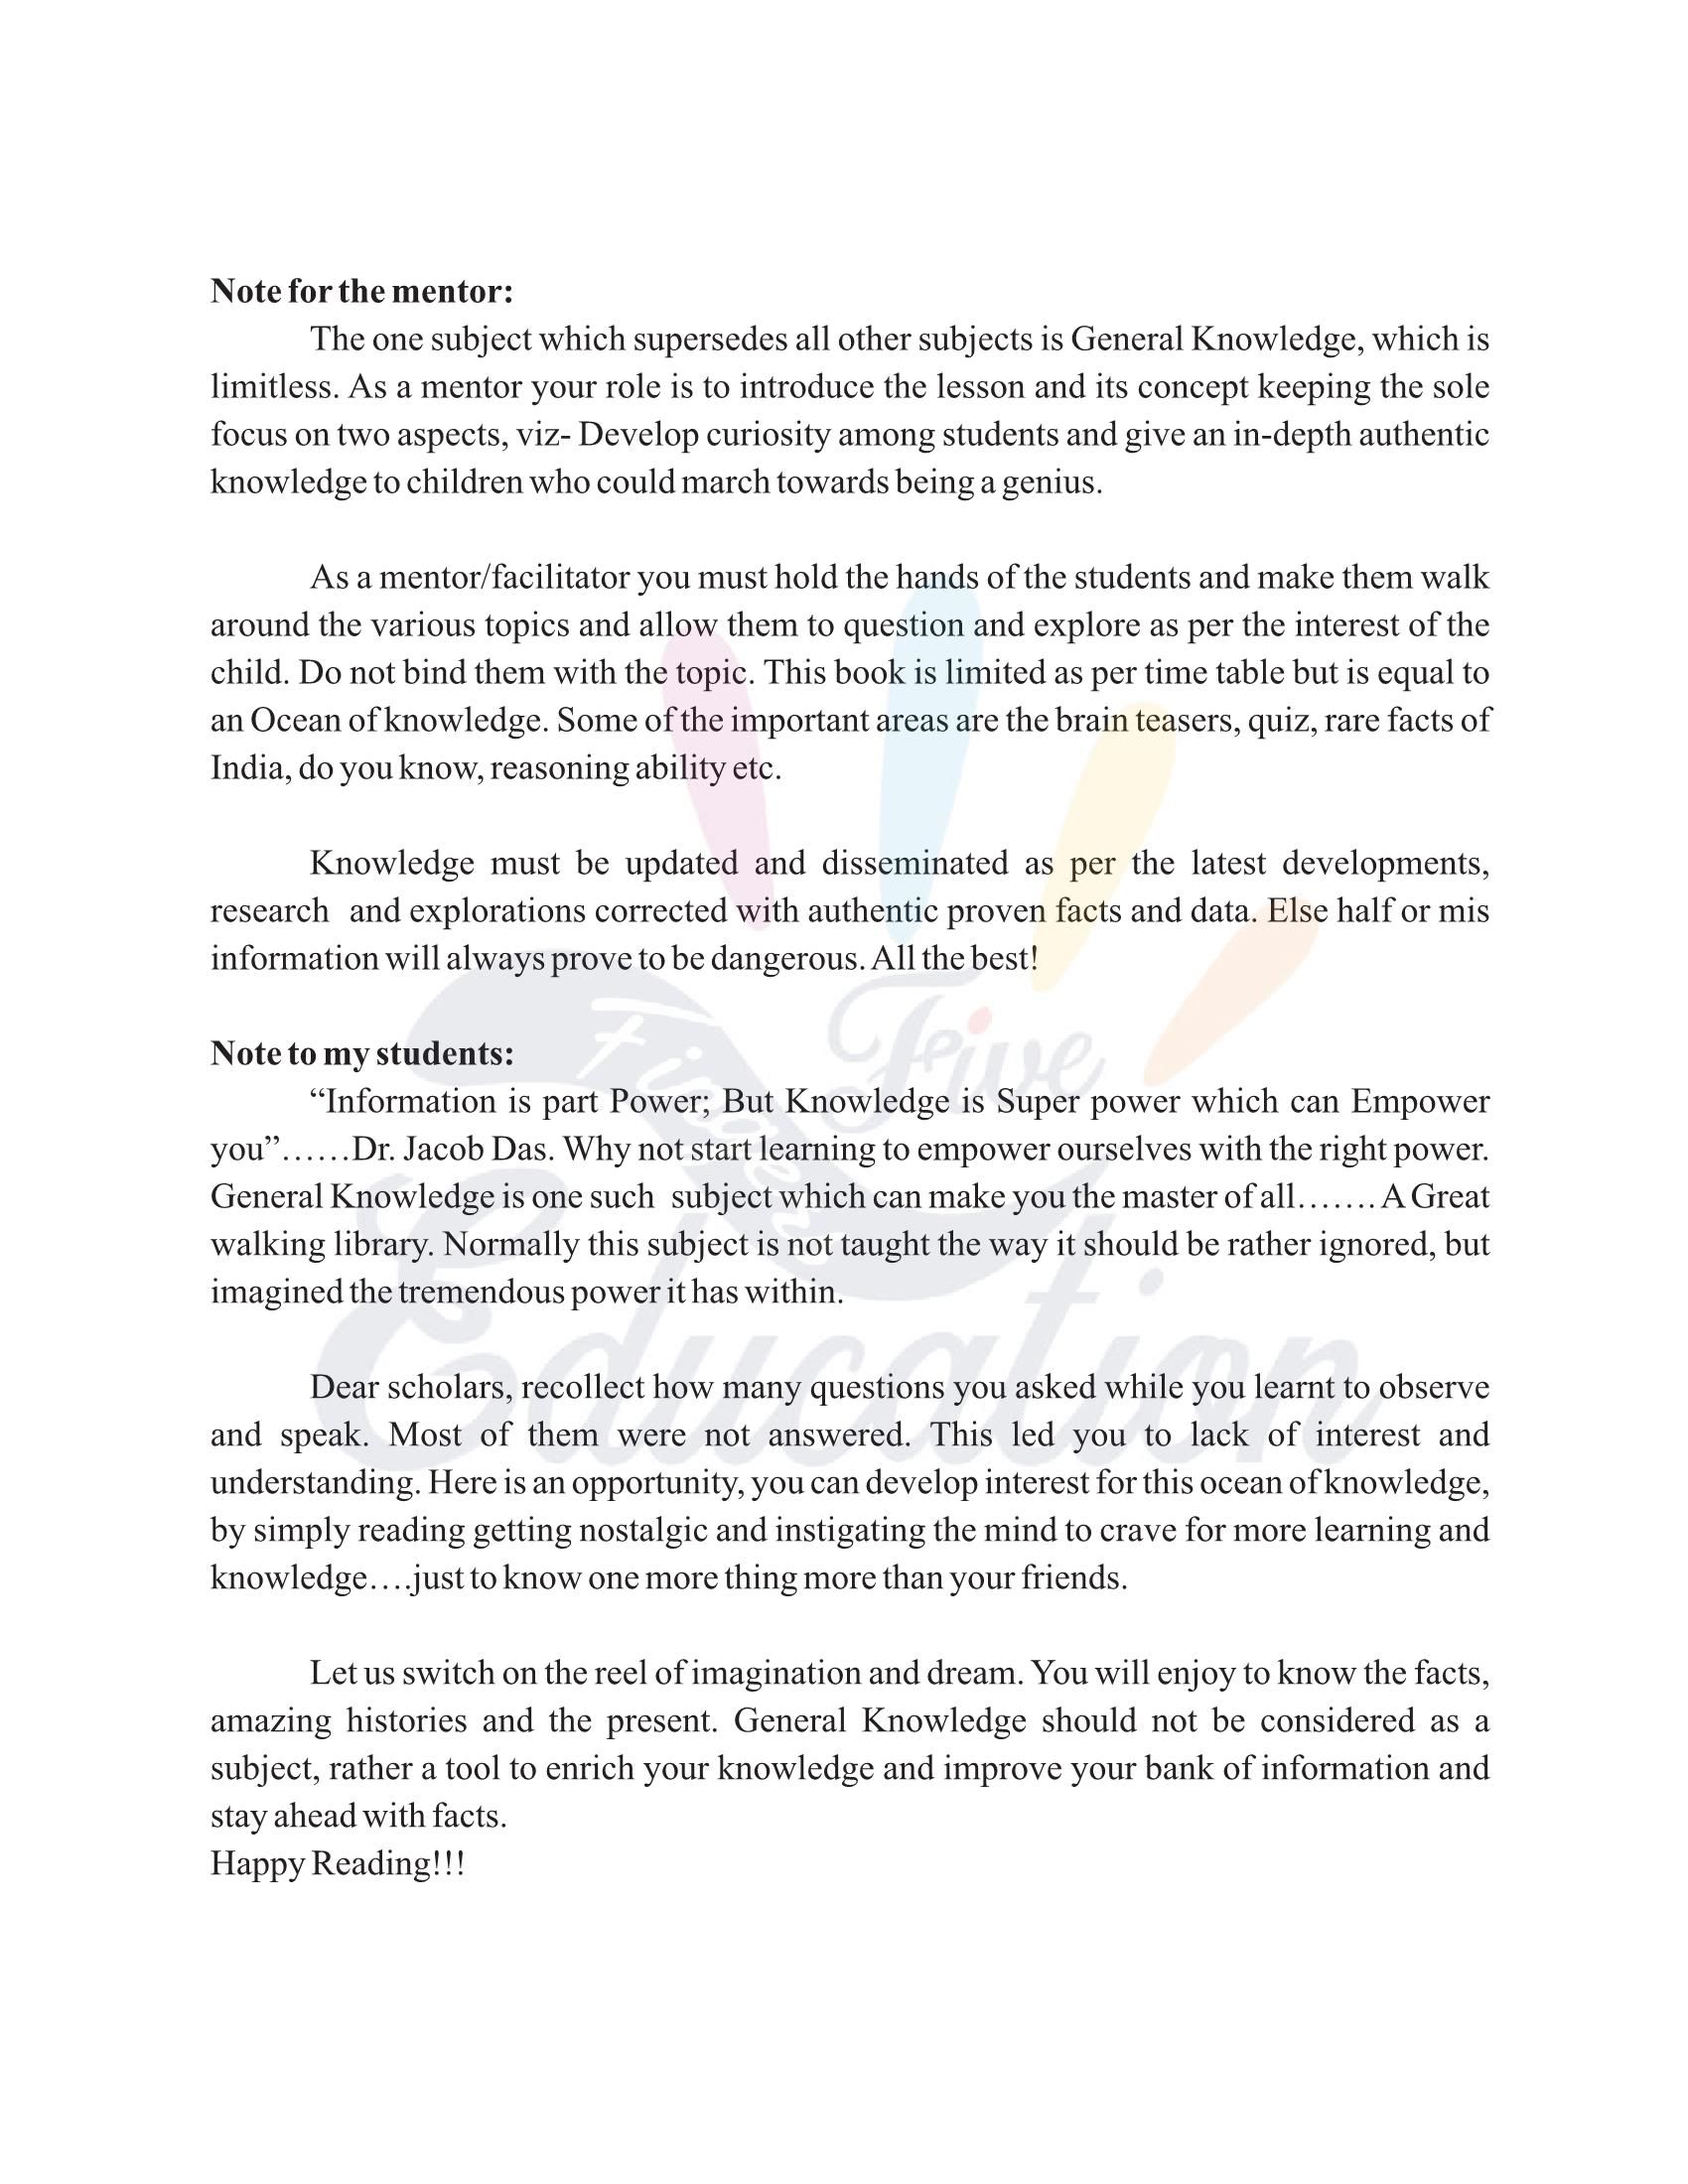 Note for the mentor:
The one subject which supersedes all other subjects is General Knowledge, which is
limitless. As a mentor your role is to introduce the lesson and its concept keeping the sole
focus on two aspects, viz- Develop curiosity among students and give an in-depth authentic
knowledge to children who could march towards being a genius.
As a mentor/facilitator you must hold the hands of the students and make them walk
around the various topics and allow them to question and explore as per the interest of the
child. Do not bind them with the topic. This book is limited as per time table but is equal to
an Ocean of knowledge. Some of the important areas are the brain teasers, quiz, rare facts of
India, do you know, reasoning ability etc.
Knowledge must be updated and disseminated as per the latest developments,
research and explorations corrected with authentic proven facts and data. Else half or mis
information will always prove to be dangerous. All the best!
Five
Fingers
Education
Note to my students:
“Information is part Power; But Knowledge is Super power which can Empower
you”……Dr. Jacob Das. Why not start learning to empower ourselves with the right power.
General Knowledge is one such subject which can make you the master of all……. A Great
walking library. Normally this subject is not taught the way it should be rather ignored, but
imagined the tremendous power it has within.
Dear scholars, recollect how many questions you asked while you learnt to observe
and speak. Most of them were not answered. This led you to lack of interest and
understanding. Here is an opportunity, you can develop interest for this ocean of knowledge,
by simply reading getting nostalgic and instigating the mind to crave for more learning and
knowledge….just to know one more thing more than your friends.
Let us switch on the reel of imagination and dream. You will enjoy to know the facts,
amazing histories and the present. General Knowledge should not be considered as a
subject, rather a tool to enrich your knowledge and improve your bank of information and
stay ahead with facts.
Happy Reading!!!